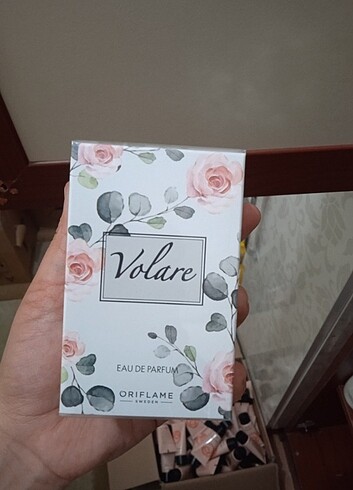 Volare
EAU DE PARFUM
ORIFLAME
SWEDEN